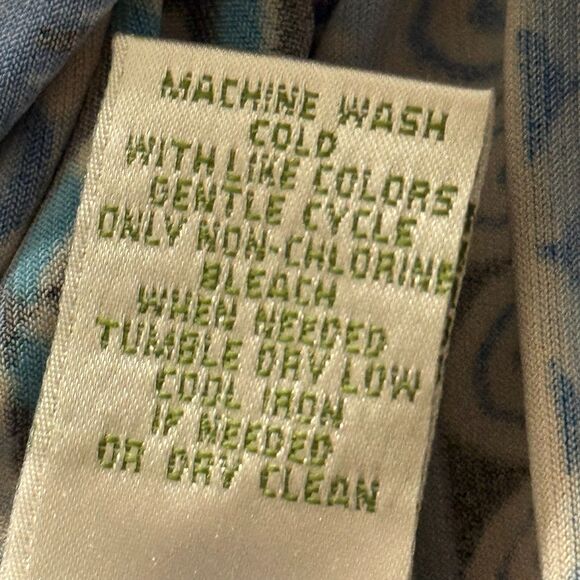 MACHINE WASH
COLD
WITH LIKE COLORS
GENTLE CYCLE
ONLY NON-CHLORINE
BLEACH
WHEN NEEDED
TUMBLE DRY LOW
COOL IRON
IF NEEDED
OR DRY CLEAN